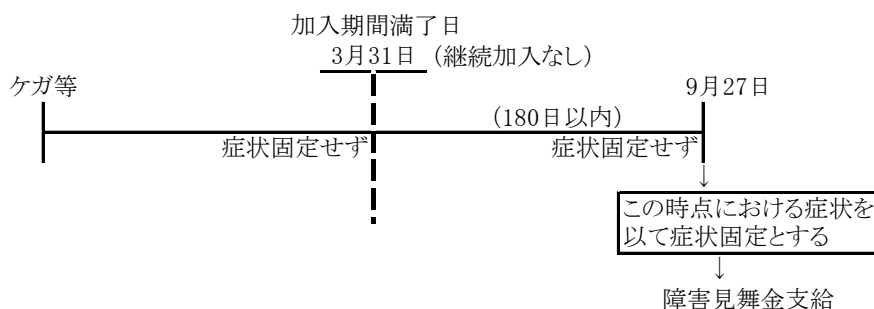 加入期間満了日
3月31日 (継続加入なし)
ケガ等
9月27日
(180日以内)
症状固定せず
症状固定せず
↓
この時点における症状を
以て症状固定とする
↓
障害見舞金支給